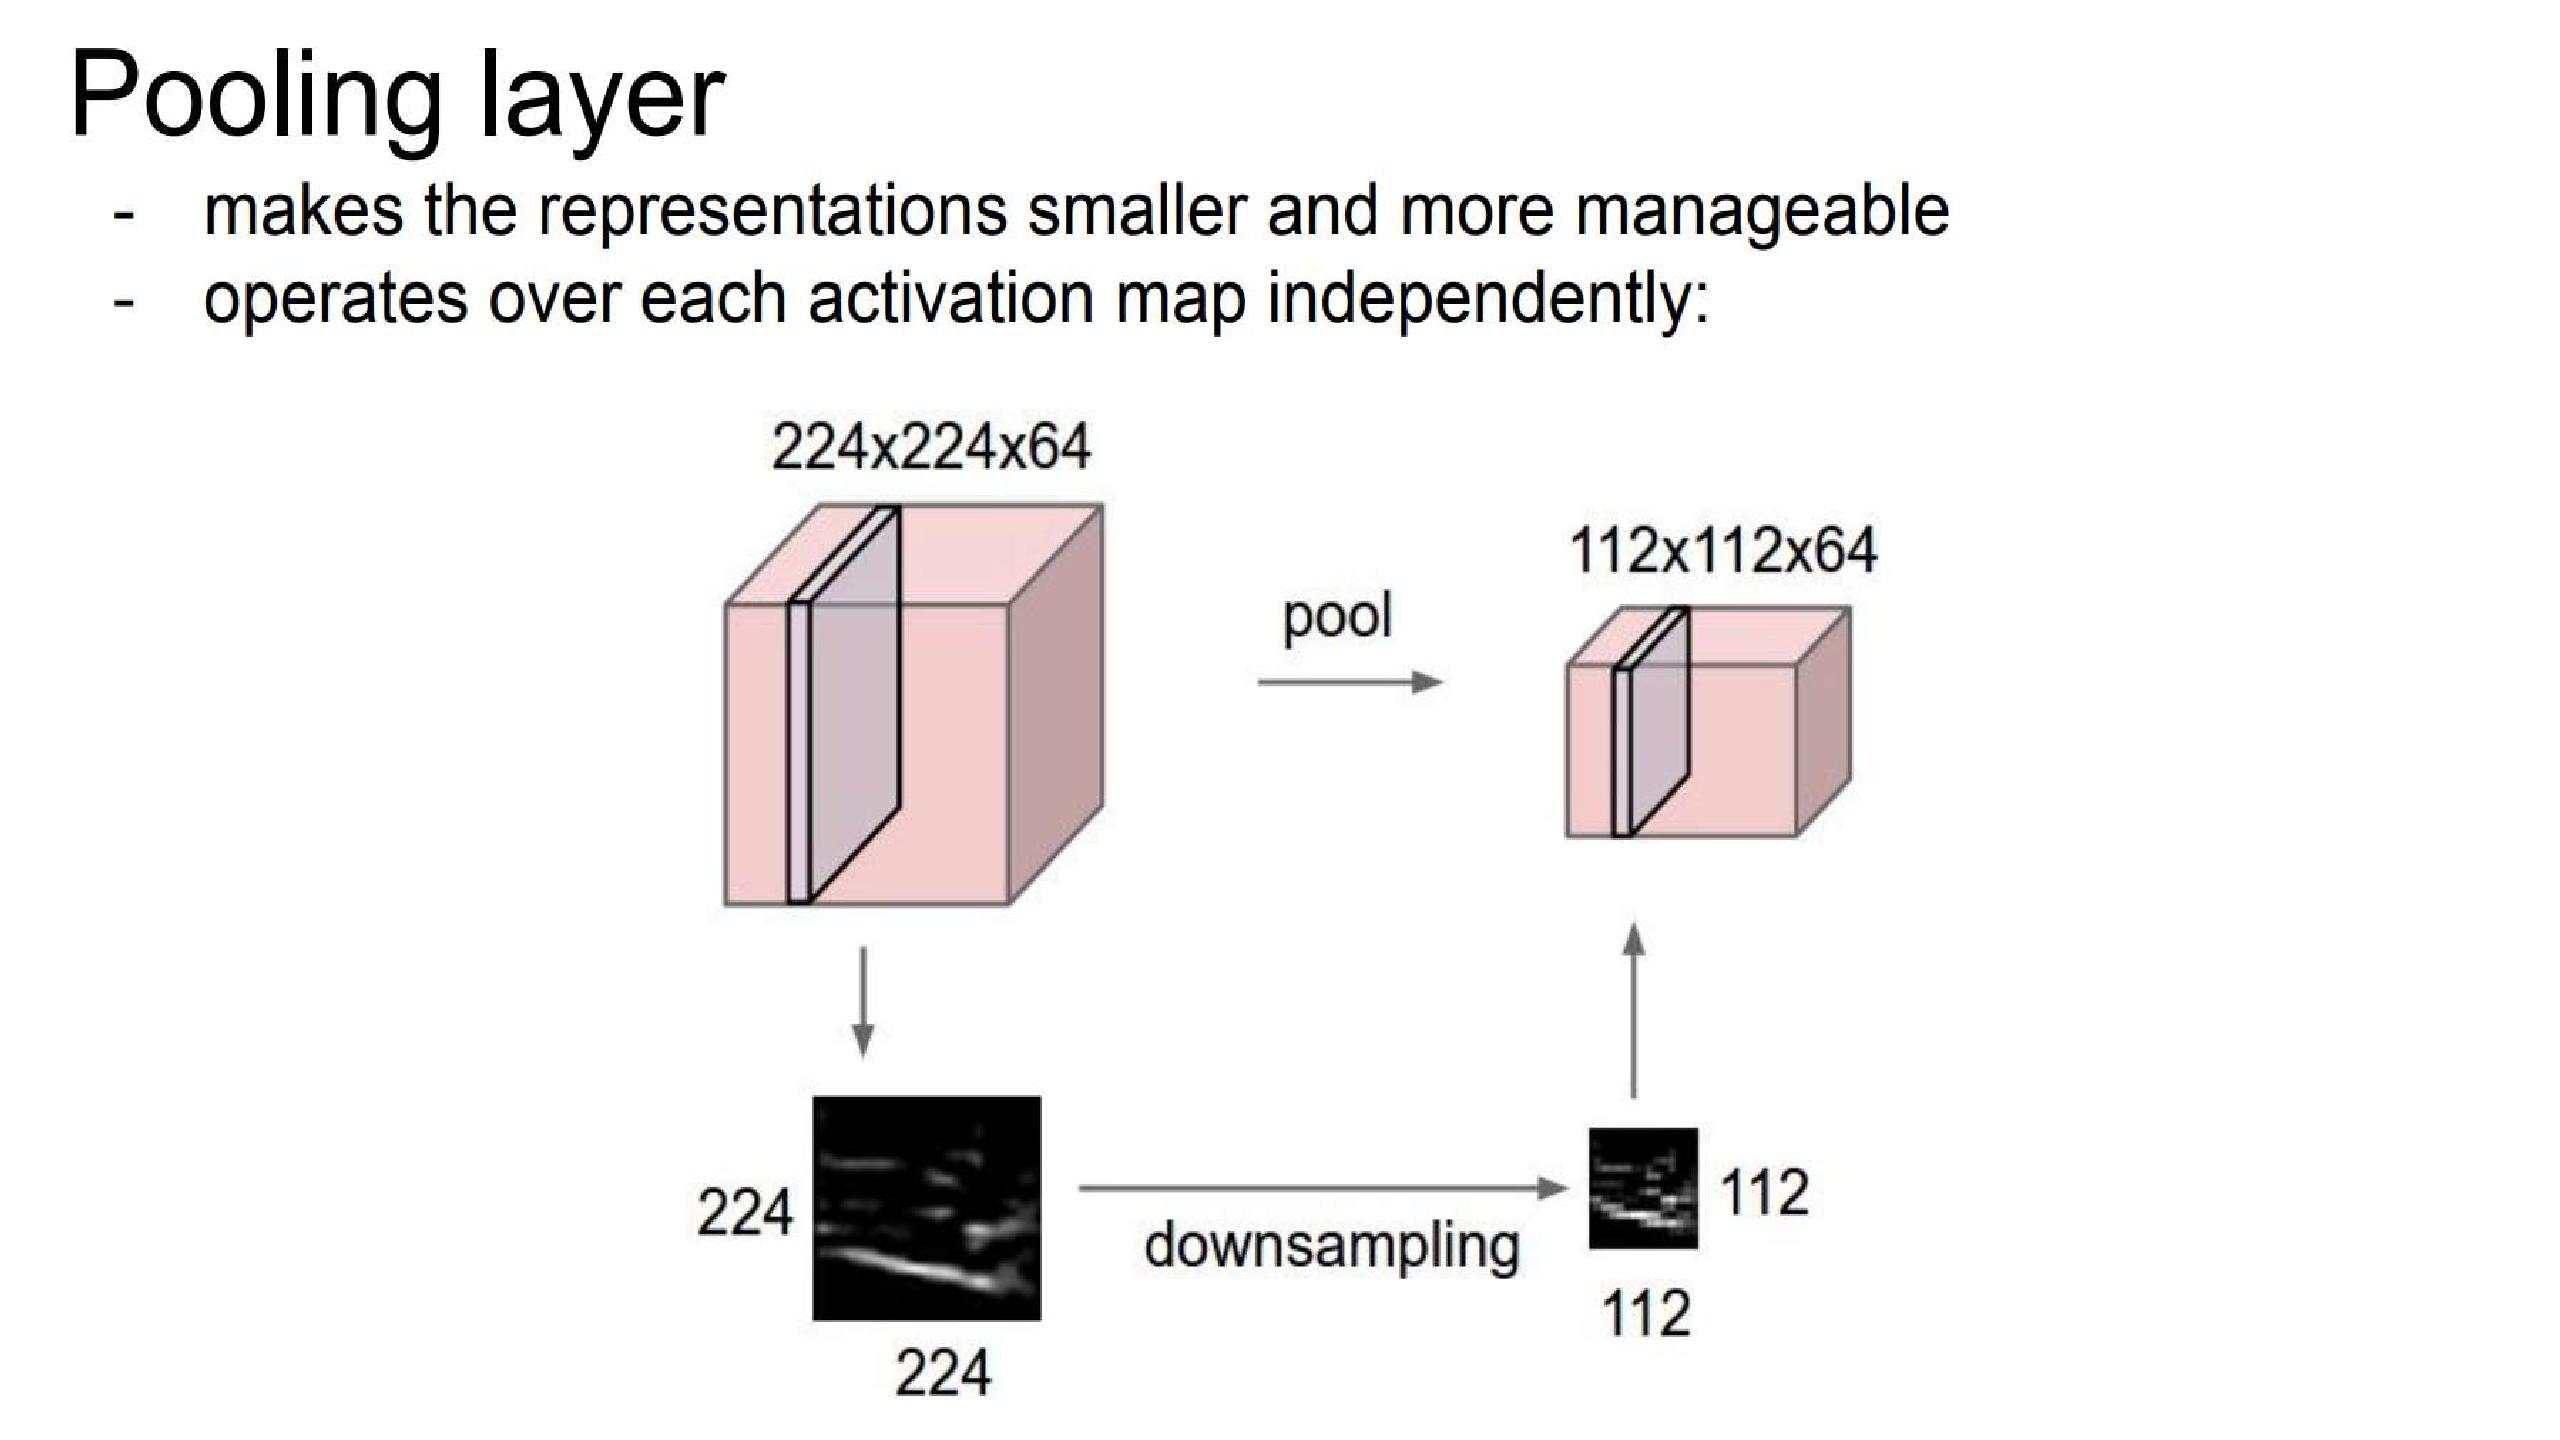 Pooling layer
- makes the representations smaller and more manageable
- operates over each activation map independently:
224x224x64
112x112x64
pool
224
112
downsampling
112
224